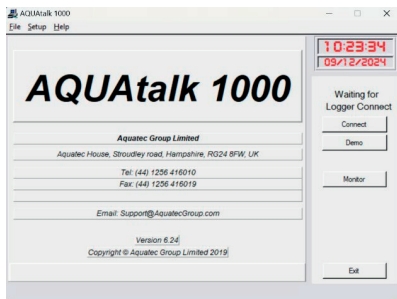 AQUAtalk 1000
File Setup Help
10:23:34
09/12/2024
AQUAtalk 1000
Waiting for
Logger Connect
Connect
Demo
Monitor
Exit
Aquatec Group Limited
Aquatec House, Stroudley road, Hampshire, RG24 8FW, UK
Tel: (44) 1256 416010
Fax: (44) 1256 416019
Email: Support@AquatecGroup.com
Version 6.24
Copyright © Aquatec Group Limited 2019